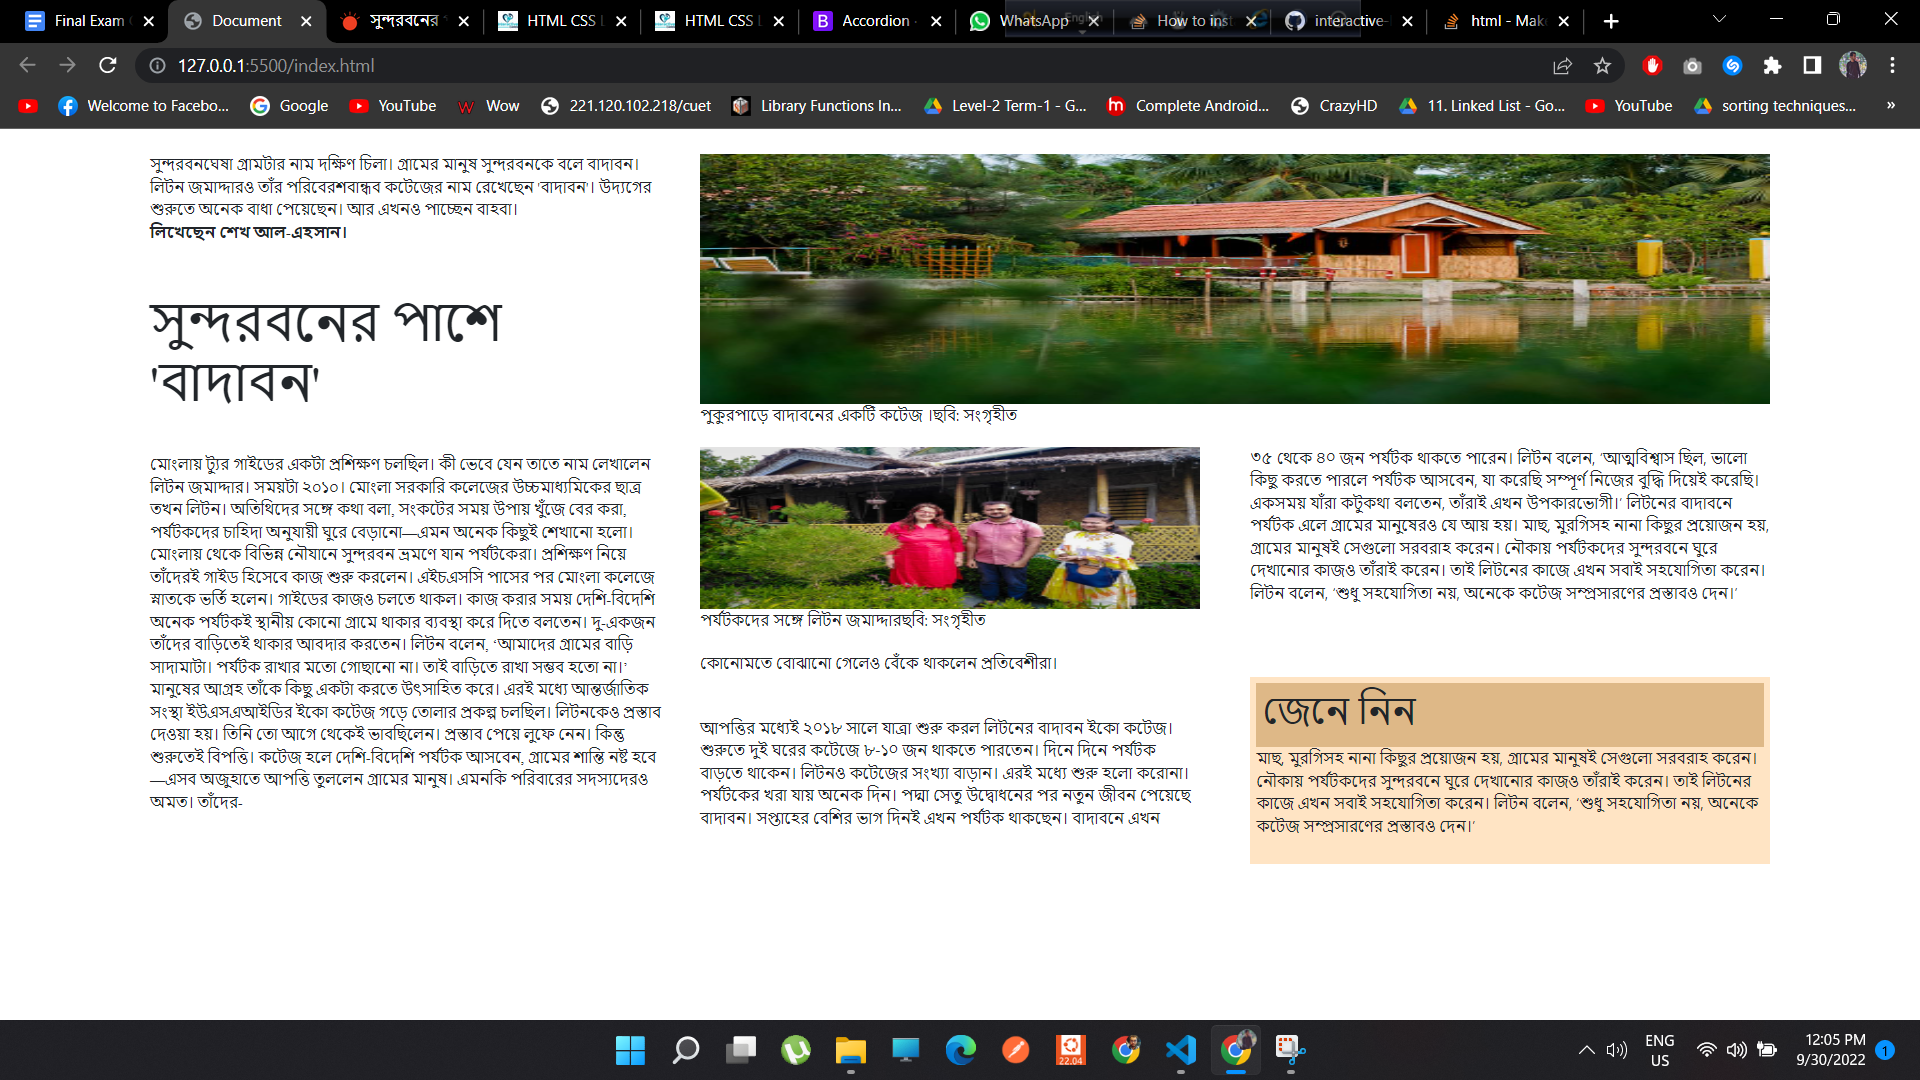 Final Exam
Document
সুন্দরবনের
HTML CSS
HTML CSS
Accordion
WhatsApp
English
How to inst
interactive-
html - Mak
127.0.0.1:5500/index.html
Welcome to Facebo...
Google
YouTube
Wow
221.120.102.218/cuet
Library Functions In...
Level-2 Term-1 - G...
Complete Android...
CrazyHD
11. Linked List - Go...
YouTube
sorting techniques...
»
সুন্দরবনঘেষা গ্রামটার নাম দক্ষিণ চিলা। গ্রামের মানুষ সুন্দরবনকে বলে বাদাবন।
লিটন জমাদ্দারও তাঁর পরিবেরশবান্ধব কটেজের নাম রেখেছেন 'বাদাবন'। উদ্যগের
শুরুতে অনেক বাধা পেয়েছেন। আর এখনও পাচ্ছেন বাহবা।
লিখেছেন শেখ আল-এহসান।
সুন্দরবনের পাশে
'বাদাবন'
মোংলায় ট্যুর গাইডের একটা প্রশিক্ষণ চলছিল। কী ভেবে যেন তাতে নাম লেখালেন
লিটন জমাদ্দার। সময়টা ২০১০। মোংলা সরকারি কলেজের উচ্চমাধ্যমিকের ছাত্র
তখন লিটন। অতিথিদের সঙ্গে কথা বলা, সংকটের সময় উপায় খুঁজে বের করা,
পর্যটকদের চাহিদা অনুযায়ী ঘুরে বেড়ানো—এমন অনেক কিছুই শেখানো হলো।
মোংলায় থেকে বিভিন্ন নৌযানে সুন্দরবন ভ্রমণে যান পর্যটকেরা। প্রশিক্ষণ নিয়ে
তাঁদেরই গাইড হিসেবে কাজ শুরু করলেন। এইচএসসি পাসের পর মোংলা কলেজে
স্নাতকে ভর্তি হলেন। গাইডের কাজও চলতে থাকল। কাজ করার সময় দেশি-বিদেশি
অনেক পর্যটকই স্থানীয় কোনো গ্রামে থাকার ব্যবস্থা করে দিতে বলতেন। দু-একজন
তাঁদের বাড়িতেই থাকার আবদার করতেন। লিটন বলেন, ‘আমাদের গ্রামের বাড়ি
সাদামাটা। পর্যটক রাখার মতো গোছানো না। তাই বাড়িতে রাখা সম্ভব হতো না।’
মানুষের আগ্রহ তাঁকে কিছু একটা করতে উৎসাহিত করে। এরই মধ্যে আন্তর্জাতিক
সংস্থা ইউএসএআইডির ইকো কটেজ গড়ে তোলার প্রকল্প চলছিল। লিটনকেও প্রস্তাব
দেওয়া হয়। তিনি তো আগে থেকেই ভাবছিলেন। প্রস্তাব পেয়ে লুফে নেন। কিন্তু
শুরুতেই বিপত্তি। কটেজ হলে দেশি-বিদেশি পর্যটক আসবেন, গ্রামের শান্তি নষ্ট হবে
—এসব অজুহাতে আপত্তি তুললেন গ্রামের মানুষ। এমনকি পরিবারের সদস্যদেরও
অমত। তাঁদের-
পুকুরপাড়ে বাদাবনের একটি কটেজ ।ছবি: সংগৃহীত
পর্যটকদের সঙ্গে লিটন জমাদ্দারছবি: সংগৃহীত
কোনোমতে বোঝানো গেলেও বেঁকে থাকলেন প্রতিবেশীরা।
আপত্তির মধ্যেই ২০১৮ সালে যাত্রা শুরু করল লিটনের বাদাবন ইকো কটেজ।
শুরুতে দুই ঘরের কটেজে ৮-১০ জন থাকতে পারতেন। দিনে দিনে পর্যটক
বাড়তে থাকেন। লিটনও কটেজের সংখ্যা বাড়ান। এরই মধ্যে শুরু হলো করোনা।
পর্যটকের খরা যায় অনেক দিন। পদ্মা সেতু উদ্বোধনের পর নতুন জীবন পেয়েছে
বাদাবন। সপ্তাহের বেশির ভাগ দিনই এখন পর্যটক থাকছেন। বাদাবনে এখন
৩৫ থেকে ৪০ জন পর্যটক থাকতে পারেন। লিটন বলেন, ‘আত্মবিশ্বাস ছিল, ভালো
কিছু করতে পারলে পর্যটক আসবেন, যা করেছি সম্পূর্ণ নিজের বুদ্ধি দিয়েই করেছি।
একসময় যাঁরা কটুকথা বলতেন, তাঁরাই এখন উপকারভোগী।’ লিটনের বাদাবনে
পর্যটক এলে গ্রামের মানুষেরও যে আয় হয়। মাছ, মুরগিসহ নানা কিছুর প্রয়োজন হয়,
গ্রামের মানুষই সেগুলো সরবরাহ করেন। নৌকায় পর্যটকদের সুন্দরবনে ঘুরে
দেখানোর কাজও তাঁরাই করেন। তাই লিটনের কাজে এখন সবাই সহযোগিতা করেন।
লিটন বলেন, ‘শুধু সহযোগিতা নয়, অনেকে কটেজ সম্প্রসারণের প্রস্তাবও দেন।’
জেনে নিন
মাছ, মুরগিসহ নানা কিছুর প্রয়োজন হয়, গ্রামের মানুষই সেগুলো সরবরাহ করেন।
নৌকায় পর্যটকদের সুন্দরবনে ঘুরে দেখানোর কাজও তাঁরাই করেন। তাই লিটনের
কাজে এখন সবাই সহযোগিতা করেন। লিটন বলেন, ‘শুধু সহযোগিতা নয়, অনেকে
কটেজ সম্প্রসারণের প্রস্তাবও দেন।’
22.04
ENG
US
12:05 PM
9/30/2022
1